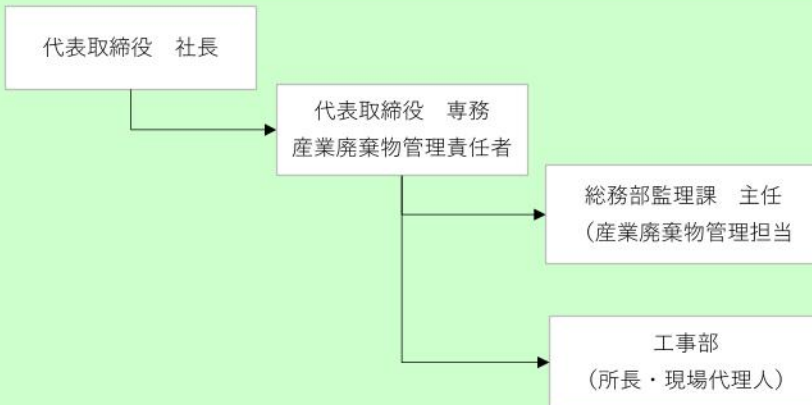 代表取締役　社長
代表取締役　専務
産業廃棄物管理責任者
総務部監理課　主任
（産業廃棄物管理担当
工事部
（所長・現場代理人）